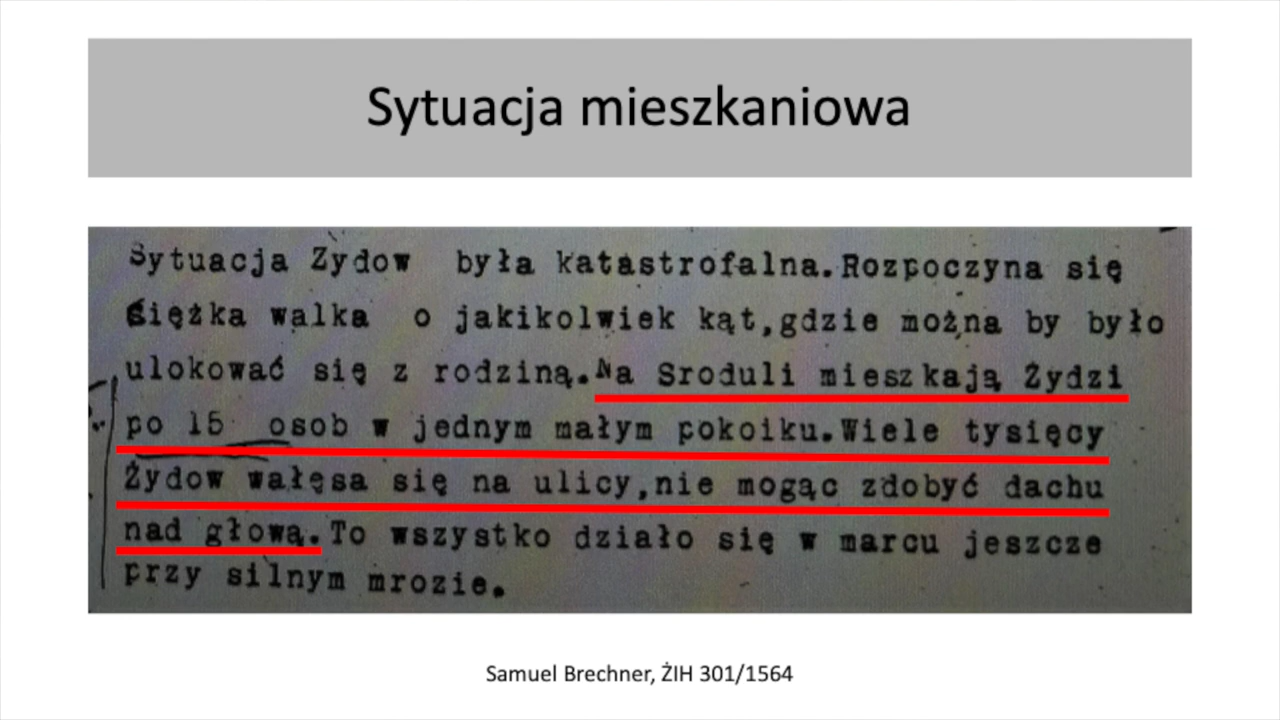 Sytuacja mieszkaniowa
Sytuacja Zydow była katastrofalna.Rozpoczyna się
Ciężka walka o jakikolwiek kąt,gdzie można by było
ulokować się z rodziną.Na Sroduli mieszkają Żydzi
po 15 osob w jednym małym pokoiku.Wiele tysięcy
Żydow wałęsa się na ulicy,nie mogąc zdobyć dachu
nad głową.To wszystko działo się w marcu jeszcze
przy silnym mrozie.
Samuel Brechner, ŻIH 301/1564